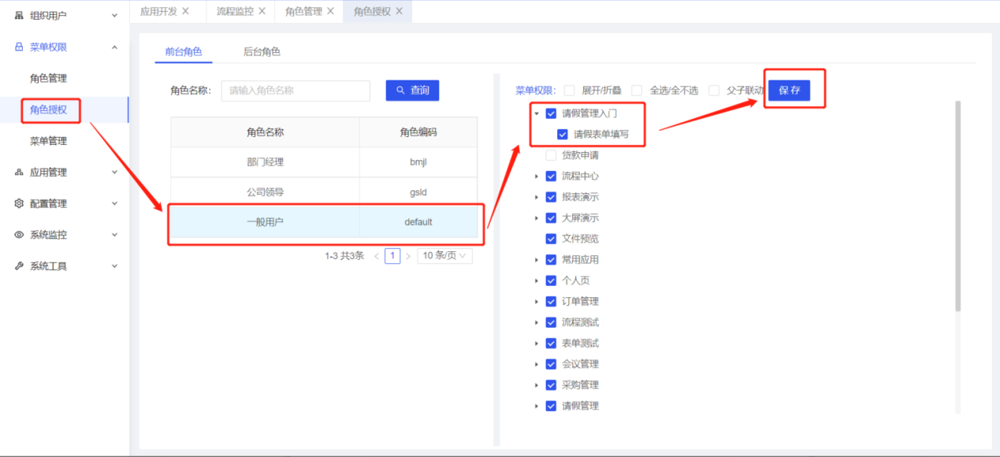 组织用户
菜单权限
角色管理
角色授权
菜单管理
应用管理
配置管理
系统监控
系统工具
应用开发 X 流程监控 X 角色管理 X 角色授权 X
前台角色 后台角色
角色名称: 请输入角色名称 查询
角色名称 角色编码
部门经理 bmjl
公司领导 gsld
一般用户 default
1-3 共3条 < 1 > 10 条/页
菜单权限: 展开/折叠 全选/全不选 父子联动 保存
请假管理入门
请假表单填写
贷款申请
流程中心
报表演示
大屏演示
文件预览
常用应用
个人页
订单管理
流程测试
表单测试
会议管理
采购管理
请假管理